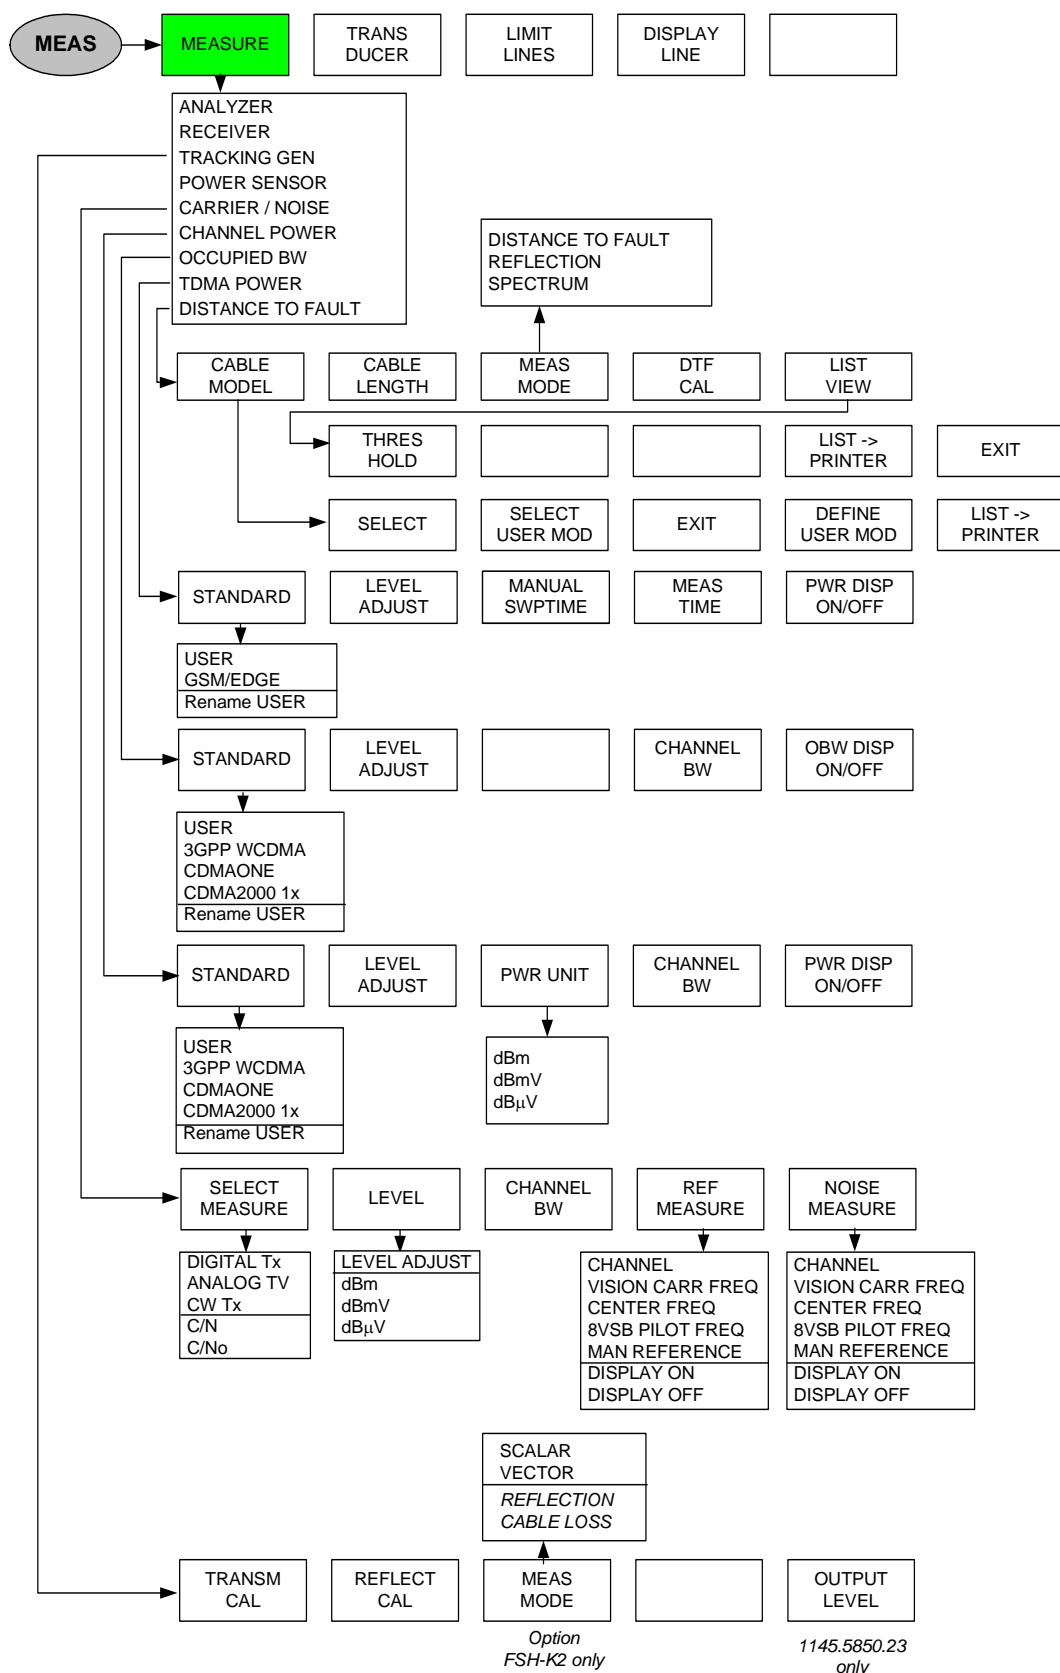 MEAS
MEASURE
TRANS
DUCER
LIMIT
LINES
DISPLAY
LINE
ANALYZER
RECEIVER
TRACKING GEN
POWER SENSOR
CARRIER / NOISE
CHANNEL POWER
OCCUPIED BW
TDMA POWER
DISTANCE TO FAULT
DISTANCE TO FAULT
REFLECTION
SPECTRUM
CABLE
MODEL
CABLE
LENGTH
MEAS
MODE
DTF
CAL
LIST
VIEW
THRES
HOLD
LIST ->
PRINTER
EXIT
SELECT
SELECT
USER MOD
EXIT
DEFINE
USER MOD
LIST ->
PRINTER
STANDARD
LEVEL
ADJUST
MANUAL
SWPTIME
MEAS
TIME
PWR DISP
ON/OFF
USER
GSM/EDGE
Rename USER
STANDARD
LEVEL
ADJUST
CHANNEL
BW
OBW DISP
ON/OFF
USER
3GPP WCDMA
CDMAONE
CDMA2000 1x
Rename USER
STANDARD
LEVEL
ADJUST
PWR UNIT
CHANNEL
BW
PWR DISP
ON/OFF
USER
3GPP WCDMA
CDMAONE
CDMA2000 1x
Rename USER
dBm
dBmV
dBµV
SELECT
MEASURE
LEVEL
CHANNEL
BW
REF
MEASURE
NOISE
MEASURE
DIGITAL Tx
ANALOG TV
CW Tx
C/N
C/No
LEVEL ADJUST
dBm
dBmV
dBµV
CHANNEL
VISION CARR FREQ
CENTER FREQ
8VSB PILOT FREQ
MAN REFERENCE
DISPLAY ON
DISPLAY OFF
CHANNEL
VISION CARR FREQ
CENTER FREQ
8VSB PILOT FREQ
MAN REFERENCE
DISPLAY ON
DISPLAY OFF
SCALAR
VECTOR
REFLECTION
CABLE LOSS
TRANSM
CAL
REFLECT
CAL
MEAS
MODE
OUTPUT
LEVEL
Option
FSH-K2 only
1145.5850.23
only